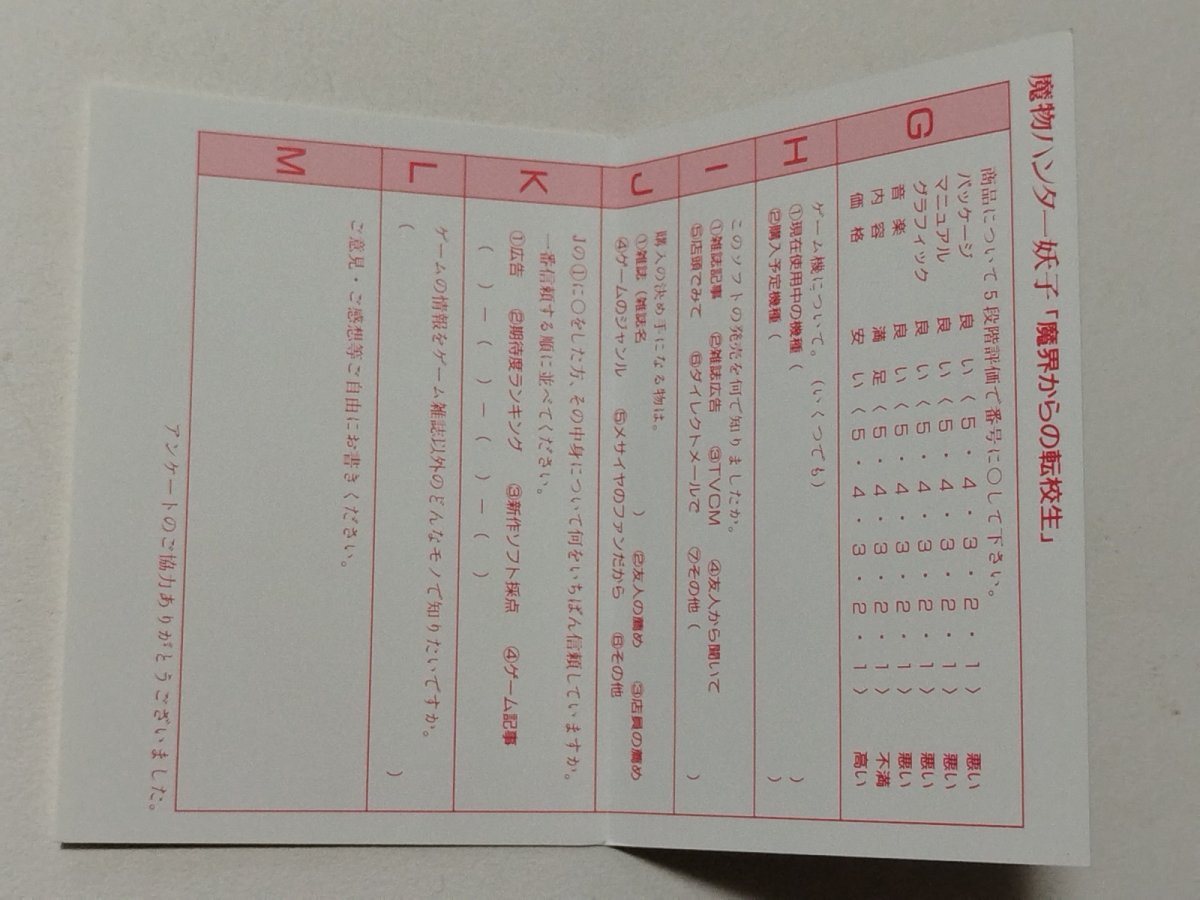 魔物ハンター妖子「魔界からの転校生」
G
商品について5段階評価で番号に○して下さい。
パッケージ 良い〈5・4・3・2・1〉悪い
マニュアル 良い〈5・4・3・2・1〉悪い
グラフィック 良い〈5・4・3・2・1〉悪い
音楽 良い〈5・4・3・2・1〉悪い
内容 満足〈5・4・3・2・1〉不満
価格 安い〈5・4・3・2・1〉高い
H
ゲーム機について。(いくつでも)
①現在使用中の機種( )
②購入予定機種( )
I
このソフトの発売を何で知りましたか。
①雑誌記事 ②雑誌広告 ③TVCM ④友人から聞いて
⑤店頭でみて ⑥ダイレクトメールで ⑦その他( )
J
購入の決め手になる物は。
①雑誌(雑誌名 ) ②友人の薦め ③店員の薦め
④ゲームのジャンル ⑤メサイヤのファンだから ⑥その他
K
Jの①に○をした方、その中身について何をいちばん信頼していますか。
一番信頼する順に並べてください。
①広告 ②期待度ランキング ③新作ソフト採点 ④ゲーム記事
( )−( )−( )−( )
L
ゲームの情報をゲーム雑誌以外のどんなモノで知りたいですか。
( )
M
ご意見・ご感想等ご自由にお書きください。
アンケートのご協力ありがとうございました。